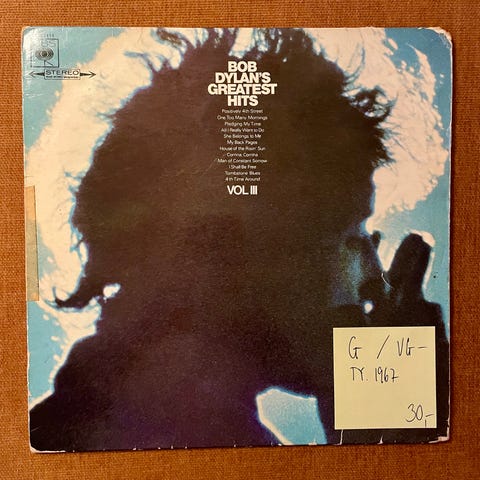 CBS
STEREO
BOB
DYLAN'S
GREATEST
HITS
Positively 4th Street
One Too Many Mornings
Pledging My Time
All I Really Want to Do
She Belongs to Me
My Back Pages
House of the Risin' Sun
Corrina Corrina
Man of Constant Sorrow
I Shall Be Free
Tombstone Blues
4th Time Around
VOL III
G / VG-
TY. 1967
30,-